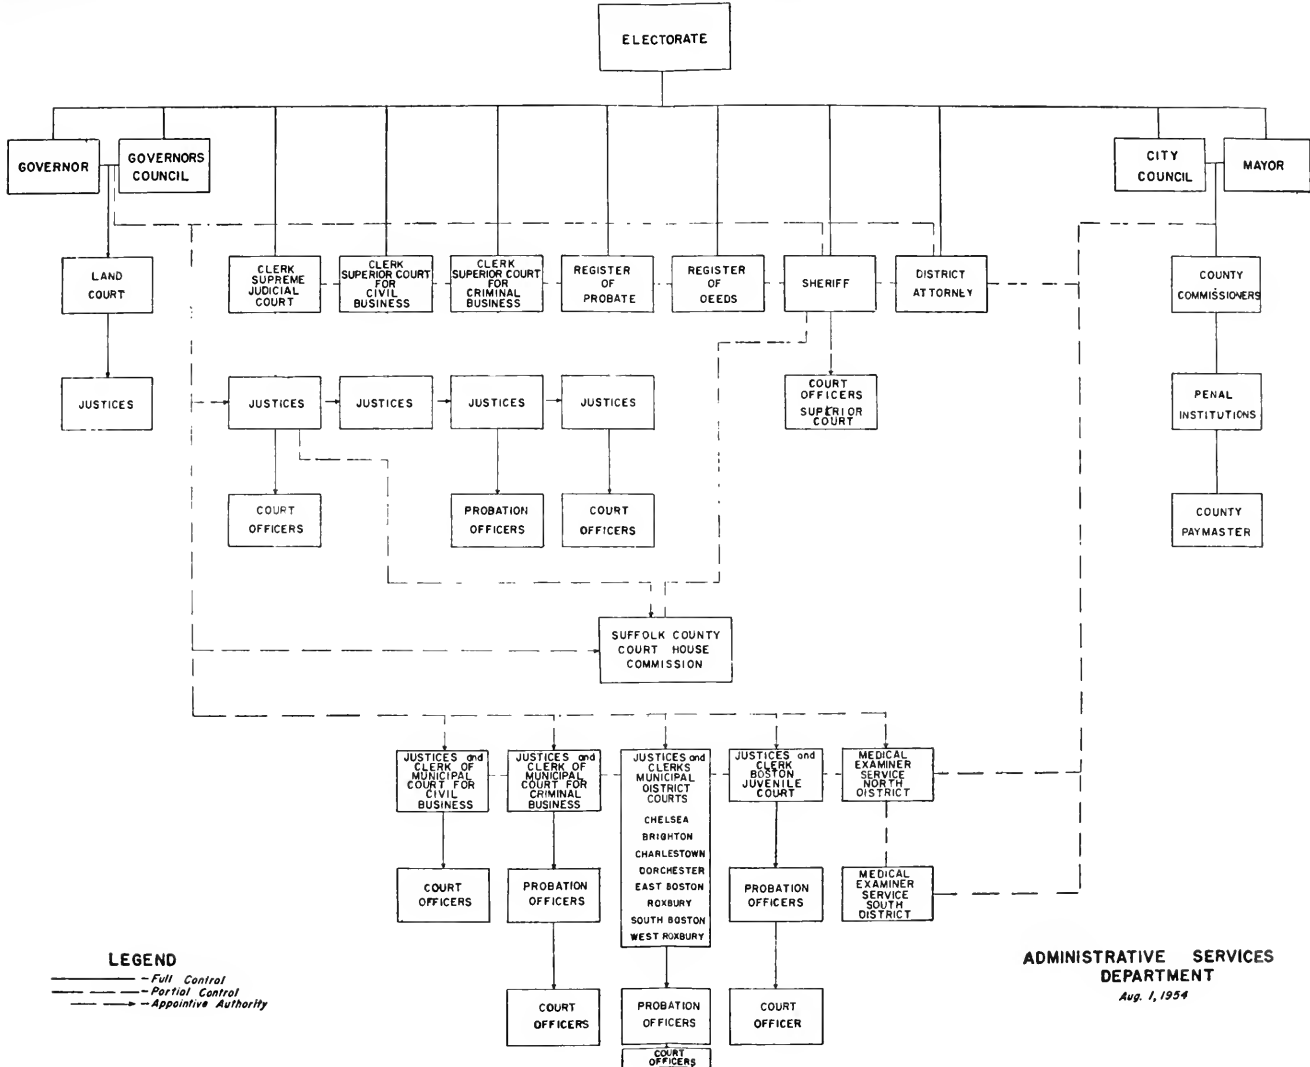 ELECTORATE
GOVERNOR
GOVERNORS
COUNCIL
CITY
COUNCIL
MAYOR
LAND
COURT
CLERK
SUPREME
JUDICIAL
COURT
CLERK
SUPERIOR COURT
FOR
CIVIL
BUSINESS
CLERK
SUPERIOR COURT
FOR
CRIMINAL
BUSINESS
REGISTER
OF
PROBATE
REGISTER
OF
DEEDS
SHERIFF
DISTRICT
ATTORNEY
COUNTY
COMMISSIONERS
JUSTICES
JUSTICES
JUSTICES
JUSTICES
JUSTICES
COURT
OFFICERS
SUPERIOR
COURT
PENAL
INSTITUTIONS
COURT
OFFICERS
PROBATION
OFFICERS
COURT
OFFICERS
COUNTY
PAYMASTER
SUFFOLK COUNTY
COURT HOUSE
COMMISSION
JUSTICES and
CLERK OF
MUNICIPAL
COURT FOR
CIVIL
BUSINESS
JUSTICES and
CLERK OF
MUNICIPAL
COURT FOR
CRIMINAL
BUSINESS
JUSTICES and
CLERKS
MUNICIPAL
DISTRICT
COURTS
CHELSEA
BRIGHTON
CHARLESTOWN
DORCHESTER
EAST BOSTON
ROXBURY
SOUTH BOSTON
WEST ROXBURY
JUSTICES and
CLERK
BOSTON
JUVENILE
COURT
MEDICAL
EXAMINER
SERVICE
NORTH
DISTRICT
COURT
OFFICERS
PROBATION
OFFICERS
PROBATION
OFFICERS
MEDICAL
EXAMINER
SERVICE
SOUTH
DISTRICT
COURT
OFFICERS
PROBATION
OFFICERS
COURT
OFFICER
COURT
OFFICERS
LEGEND
- Full Control
- Partial Control
- Appointive Authority
ADMINISTRATIVE SERVICES
DEPARTMENT
Aug. 1, 1954